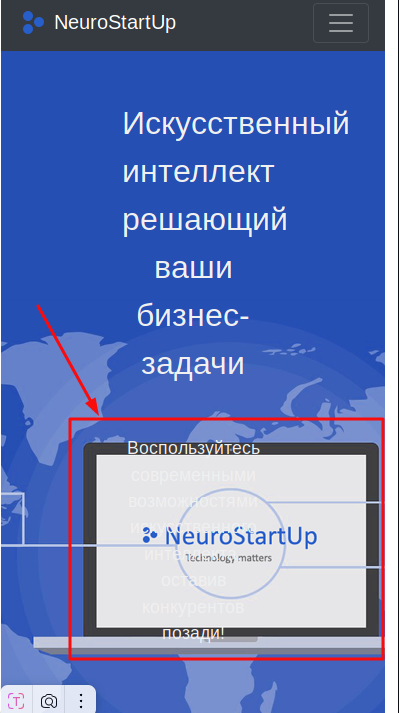 NeuroStartUp
Искусственный
интеллект
решающий
ваши
бизнес-
задачи
Воспользуйтесь
современными
возможностями
искусственного
интеллекта,
оставив
конкурентов
позади!
NeuroStartUp
Technology matters